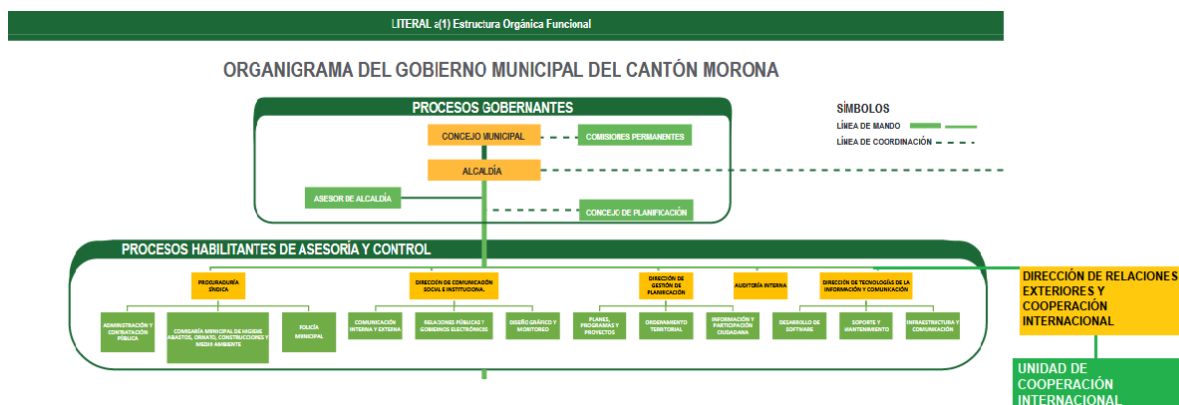 LITERAL a(1) Estructura Orgánica Funcional
ORGANIGRAMA DEL GOBIERNO MUNICIPAL DEL CANTÓN MORONA
PROCESOS GOBERNANTES
CONCEJO MUNICIPAL
COMISIONES PERMANENTES
ALCALDÍA
ASESOR DE ALCALDÍA
CONCEJO DE PLANIFICACIÓN
SÍMBOLOS
LÍNEA DE MANDO
LÍNEA DE COORDINACIÓN
PROCESOS HABILITANTES DE ASESORÍA Y CONTROL
PROCURADURÍA
SÍNDICA
DIRECCIÓN DE COMUNICACIÓN
SOCIAL E INSTITUCIONA.
DIRECCIÓN DE
GESTIÓN DE
PLANIFICACIÓN
AUDITORÍA INTERNA
DIRECCIÓN DE TECNOLOGÍAS DE LA
INFORMACIÓN Y COMUNICACIÓN
DIRECCIÓN DE RELACIONES
EXTERIORES Y
COOPERACIÓN
INTERNACIONAL
ADMINISTRACIÓN Y
CONTRATACIÓN
PÚBLICA
COMISARÍA MUNICIPAL DE HIGIENE
ABASTOS, ORNATO, CONSTRUCCIONES Y
MEDIO AMBIENTE
POLICÍA
MUNICIPAL
COMUNICACIÓN
INTERNA Y EXTERNA
RELACIONES PÚBLICAS Y
GOBIERNOS ELECTRÓNICOS
DISEÑO GRÁFICO Y
MONITOREO
PLANES,
PROGRAMAS Y
PROYECTOS
ORDENAMIENTO
TERRITORIAL
INFORMACIÓN Y
PARTICIPACIÓN
CIUDADANA
DESARROLLO DE
SOFTWARE
SOPORTE Y
MANTENIMIENTO
INFRAESTRUCTURA Y
COMUNICACIÓN
UNIDAD DE
COOPERACIÓN
INTERNACIONAL